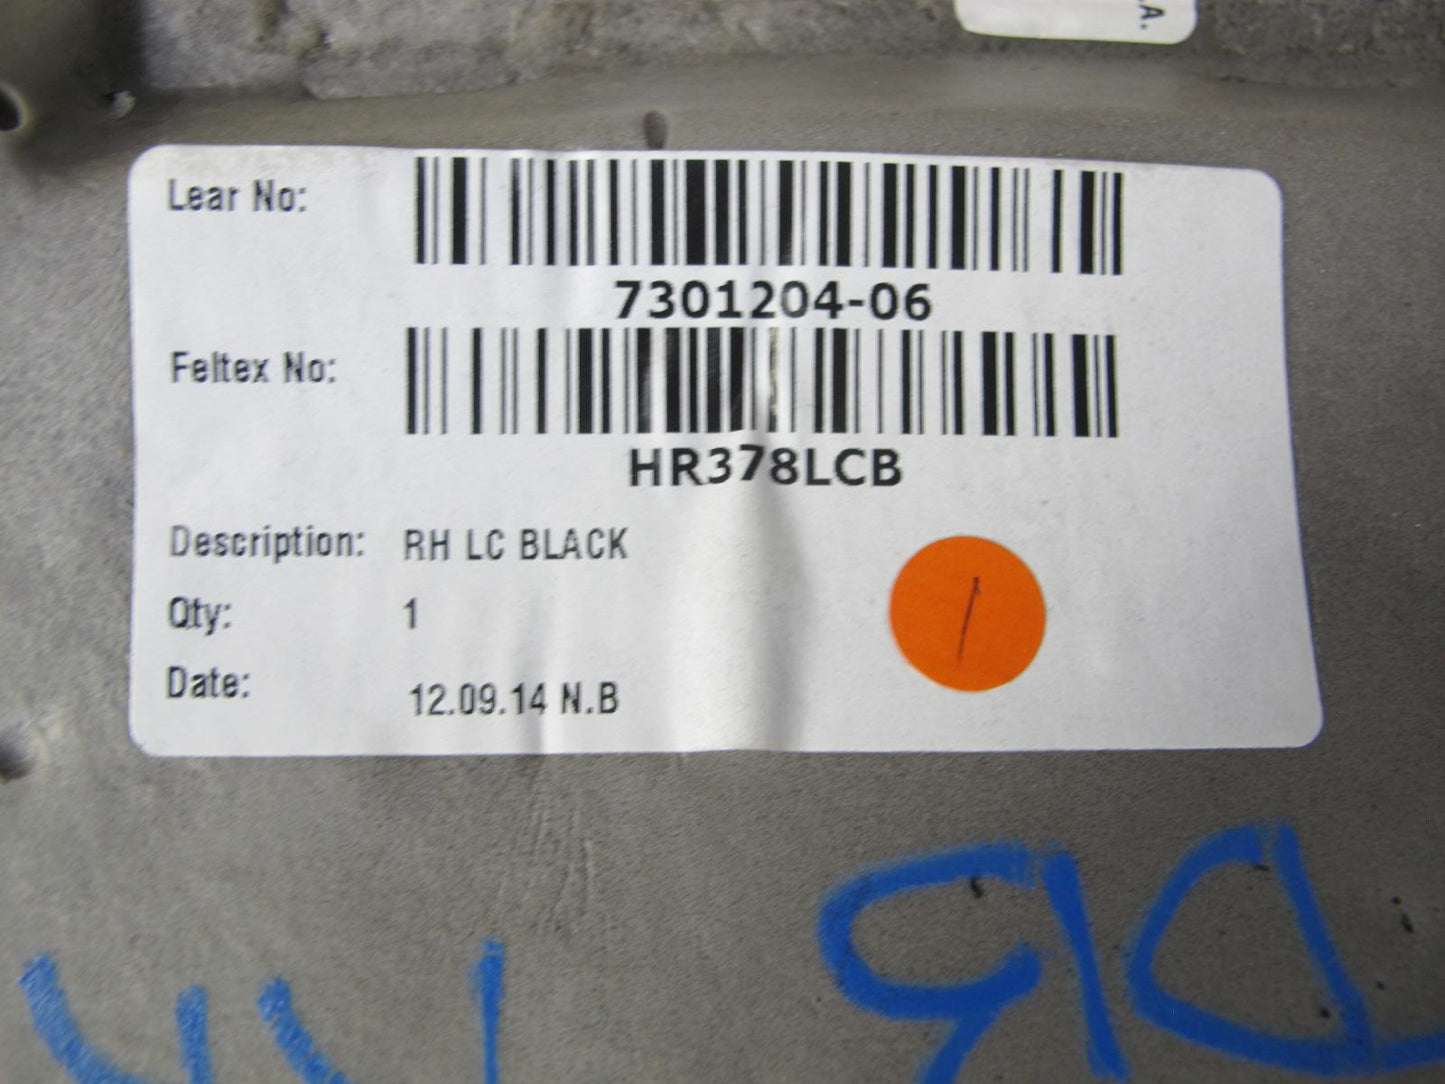 .A.
Lear No:
7301204-06
Feltex No:
HR378LCB
Description: RH LC BLACK
Qty: 1
Date: 12.09.14 N.B